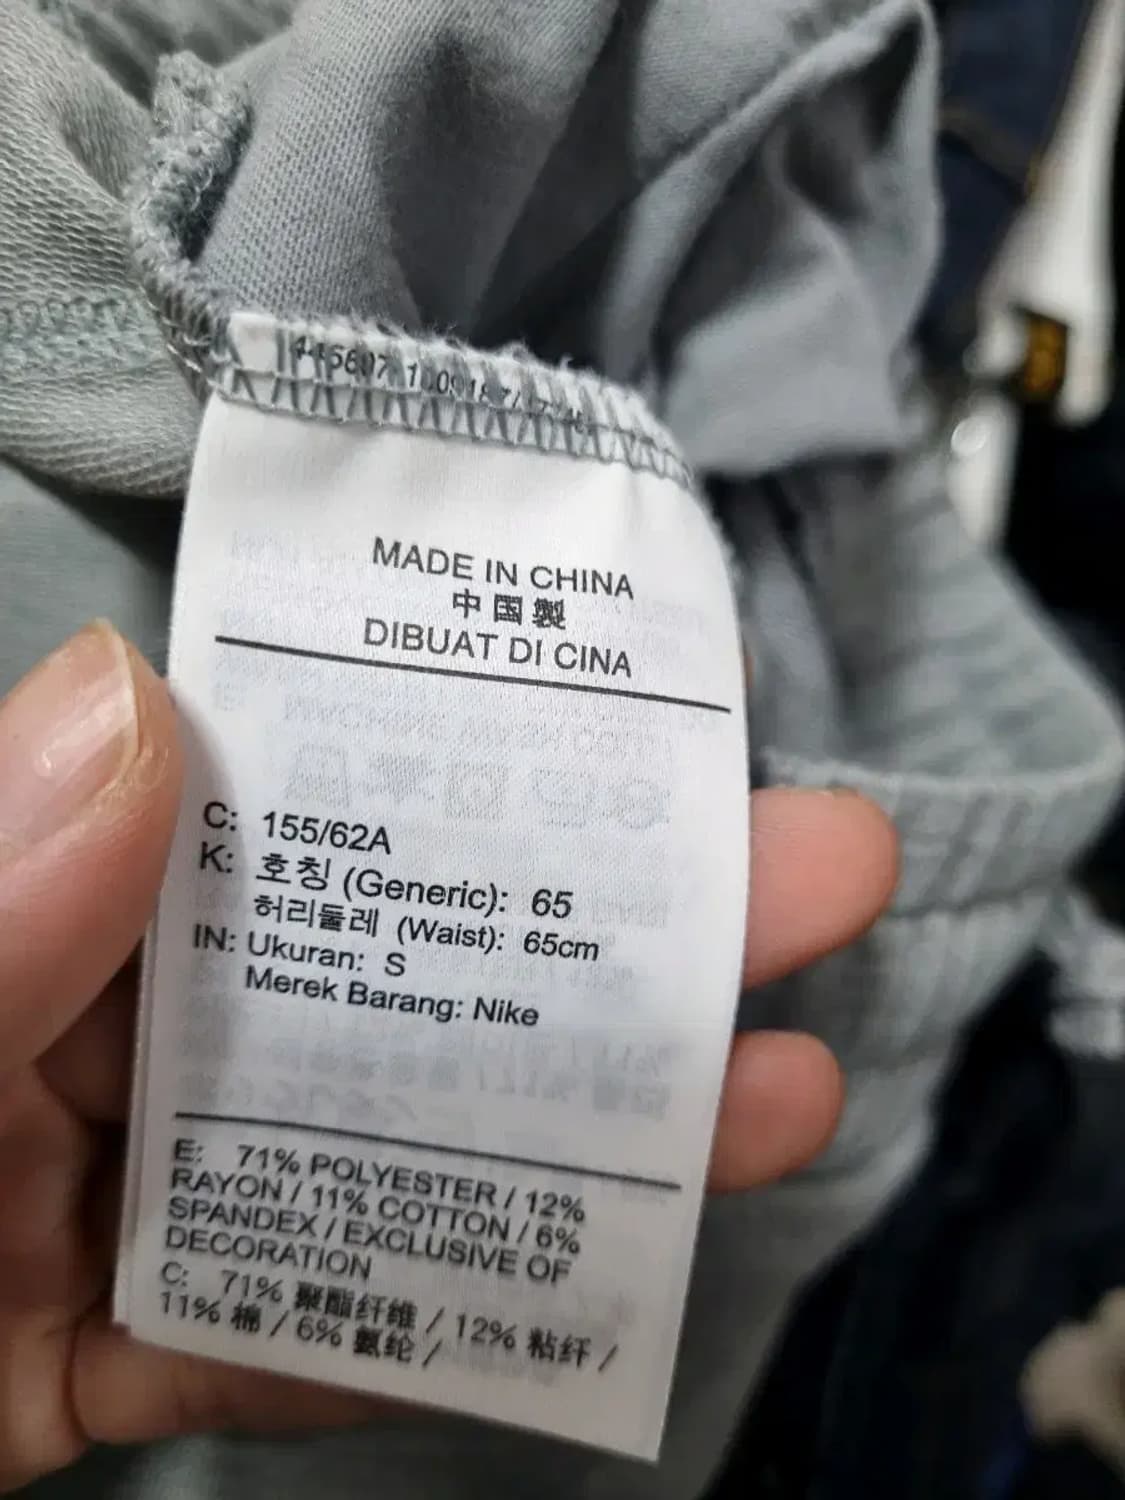 MADE IN CHINA
中国製
DIBUAT DI CINA
C: 155/62A
K: 호칭 (Generic): 65
허리둘레 (Waist): 65cm
IN: Ukuran: S
Merek Barang: Nike
E: 71% POLYESTER / 12%
RAYON / 11% COTTON / 6%
SPANDEX / EXCLUSIVE OF
DECORATION
C: 71% 聚酯纤维 / 12% 粘纤 /
11% 棉 / 6% 氨纶 /